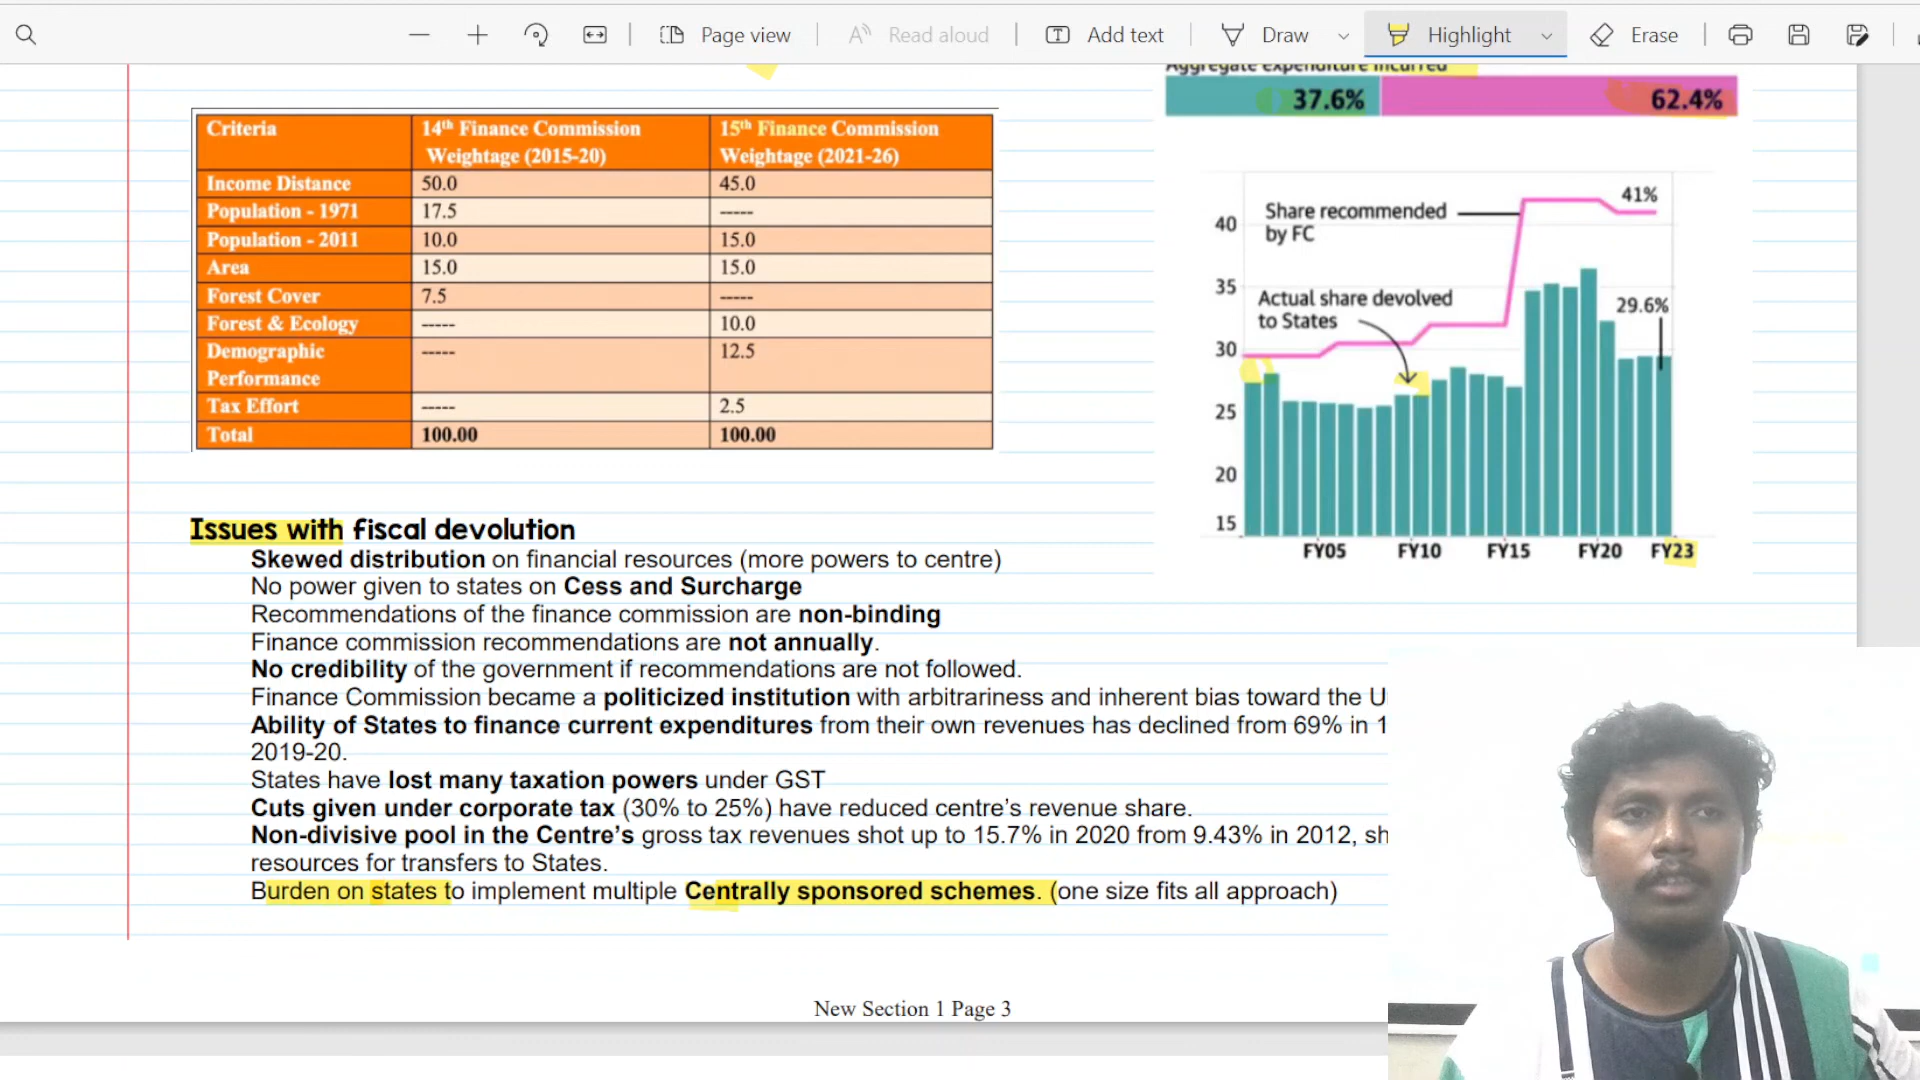 Page view
Read aloud
Add text
Draw
Highlight
Erase
Aggregate expenditure incurred
37.6% 62.4%
Criteria 14th Finance Commission Weightage (2015-20) 15th Finance Commission Weightage (2021-26)
Income Distance 50.0 45.0
Population - 1971 17.5 -----
Population - 2011 10.0 15.0
Area 15.0 15.0
Forest Cover 7.5 -----
Forest & Ecology ----- 10.0
Demographic Performance ----- 12.5
Tax Effort ----- 2.5
Total 100.00 100.00
41%
Share recommended
by FC
Actual share devolved
to States
29.6%
40
35
30
25
20
15
FY05 FY10 FY15 FY20 FY23
Issues with fiscal devolution
Skewed distribution on financial resources (more powers to centre)
No power given to states on Cess and Surcharge
Recommendations of the finance commission are non-binding
Finance commission recommendations are not annually.
No credibility of the government if recommendations are not followed.
Finance Commission became a politicized institution with arbitrariness and inherent bias toward the U
Ability of States to finance current expenditures from their own revenues has declined from 69% in 1
2019-20.
States have lost many taxation powers under GST
Cuts given under corporate tax (30% to 25%) have reduced centre's revenue share.
Non-divisive pool in the Centre's gross tax revenues shot up to 15.7% in 2020 from 9.43% in 2012, sh
resources for transfers to States.
Burden on states to implement multiple Centrally sponsored schemes. (one size fits all approach)
New Section 1 Page 3